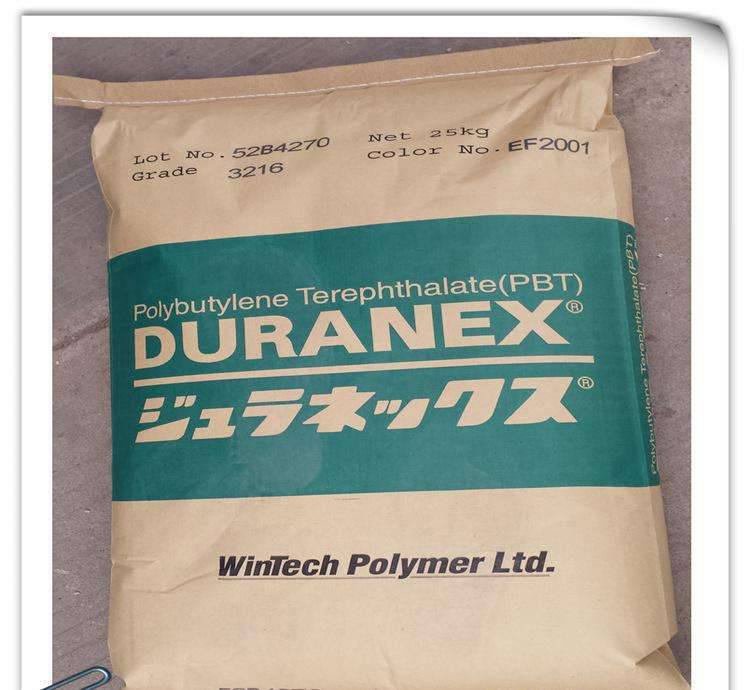 Lot No. 52B4270 Net 25kg
Grade 3216 Color No. EF2001
Polybutylene Terephthalate(PBT)
DURANEX®
ジュラネックス®
WinTech Polymer Ltd.
Polybutylene Terephthalate(PBT)